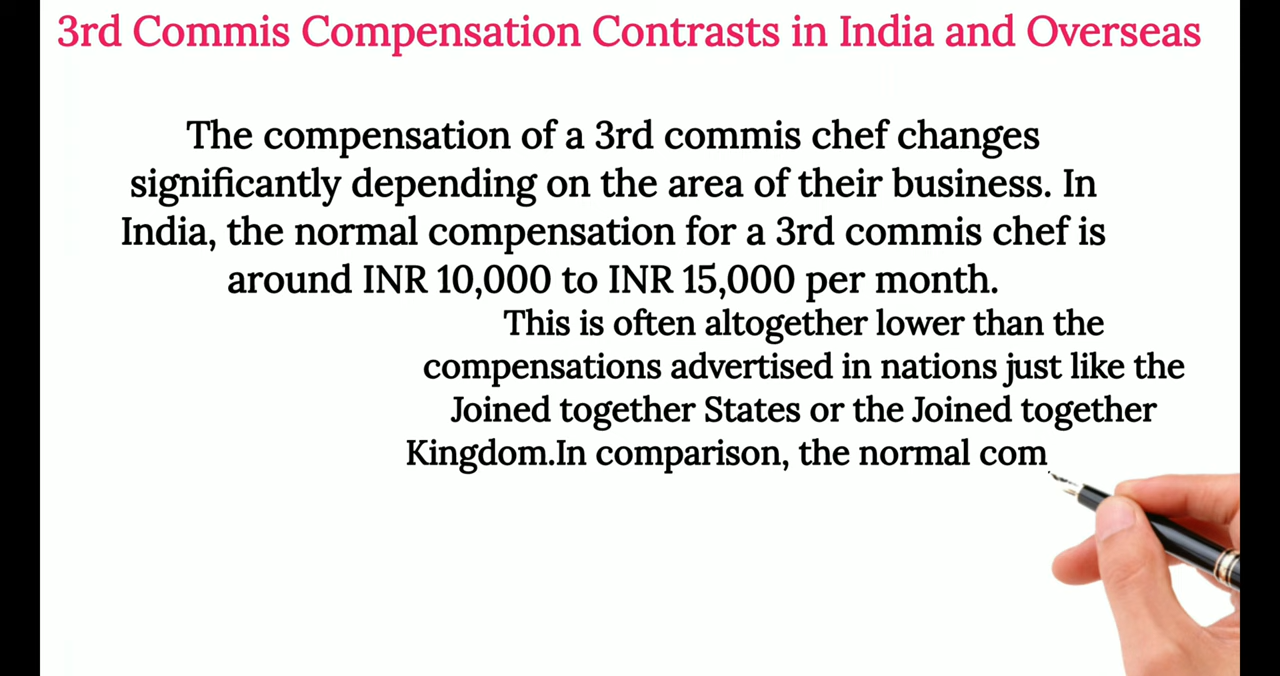 3rd Commis Compensation Contrasts in India and Overseas
The compensation of a 3rd commis chef changes
significantly depending on the area of their business. In
India, the normal compensation for a 3rd commis chef is
around INR 10,000 to INR 15,000 per month.
This is often altogether lower than the
compensations advertised in nations just like the
Joined together States or the Joined together
Kingdom.In comparison, the normal com